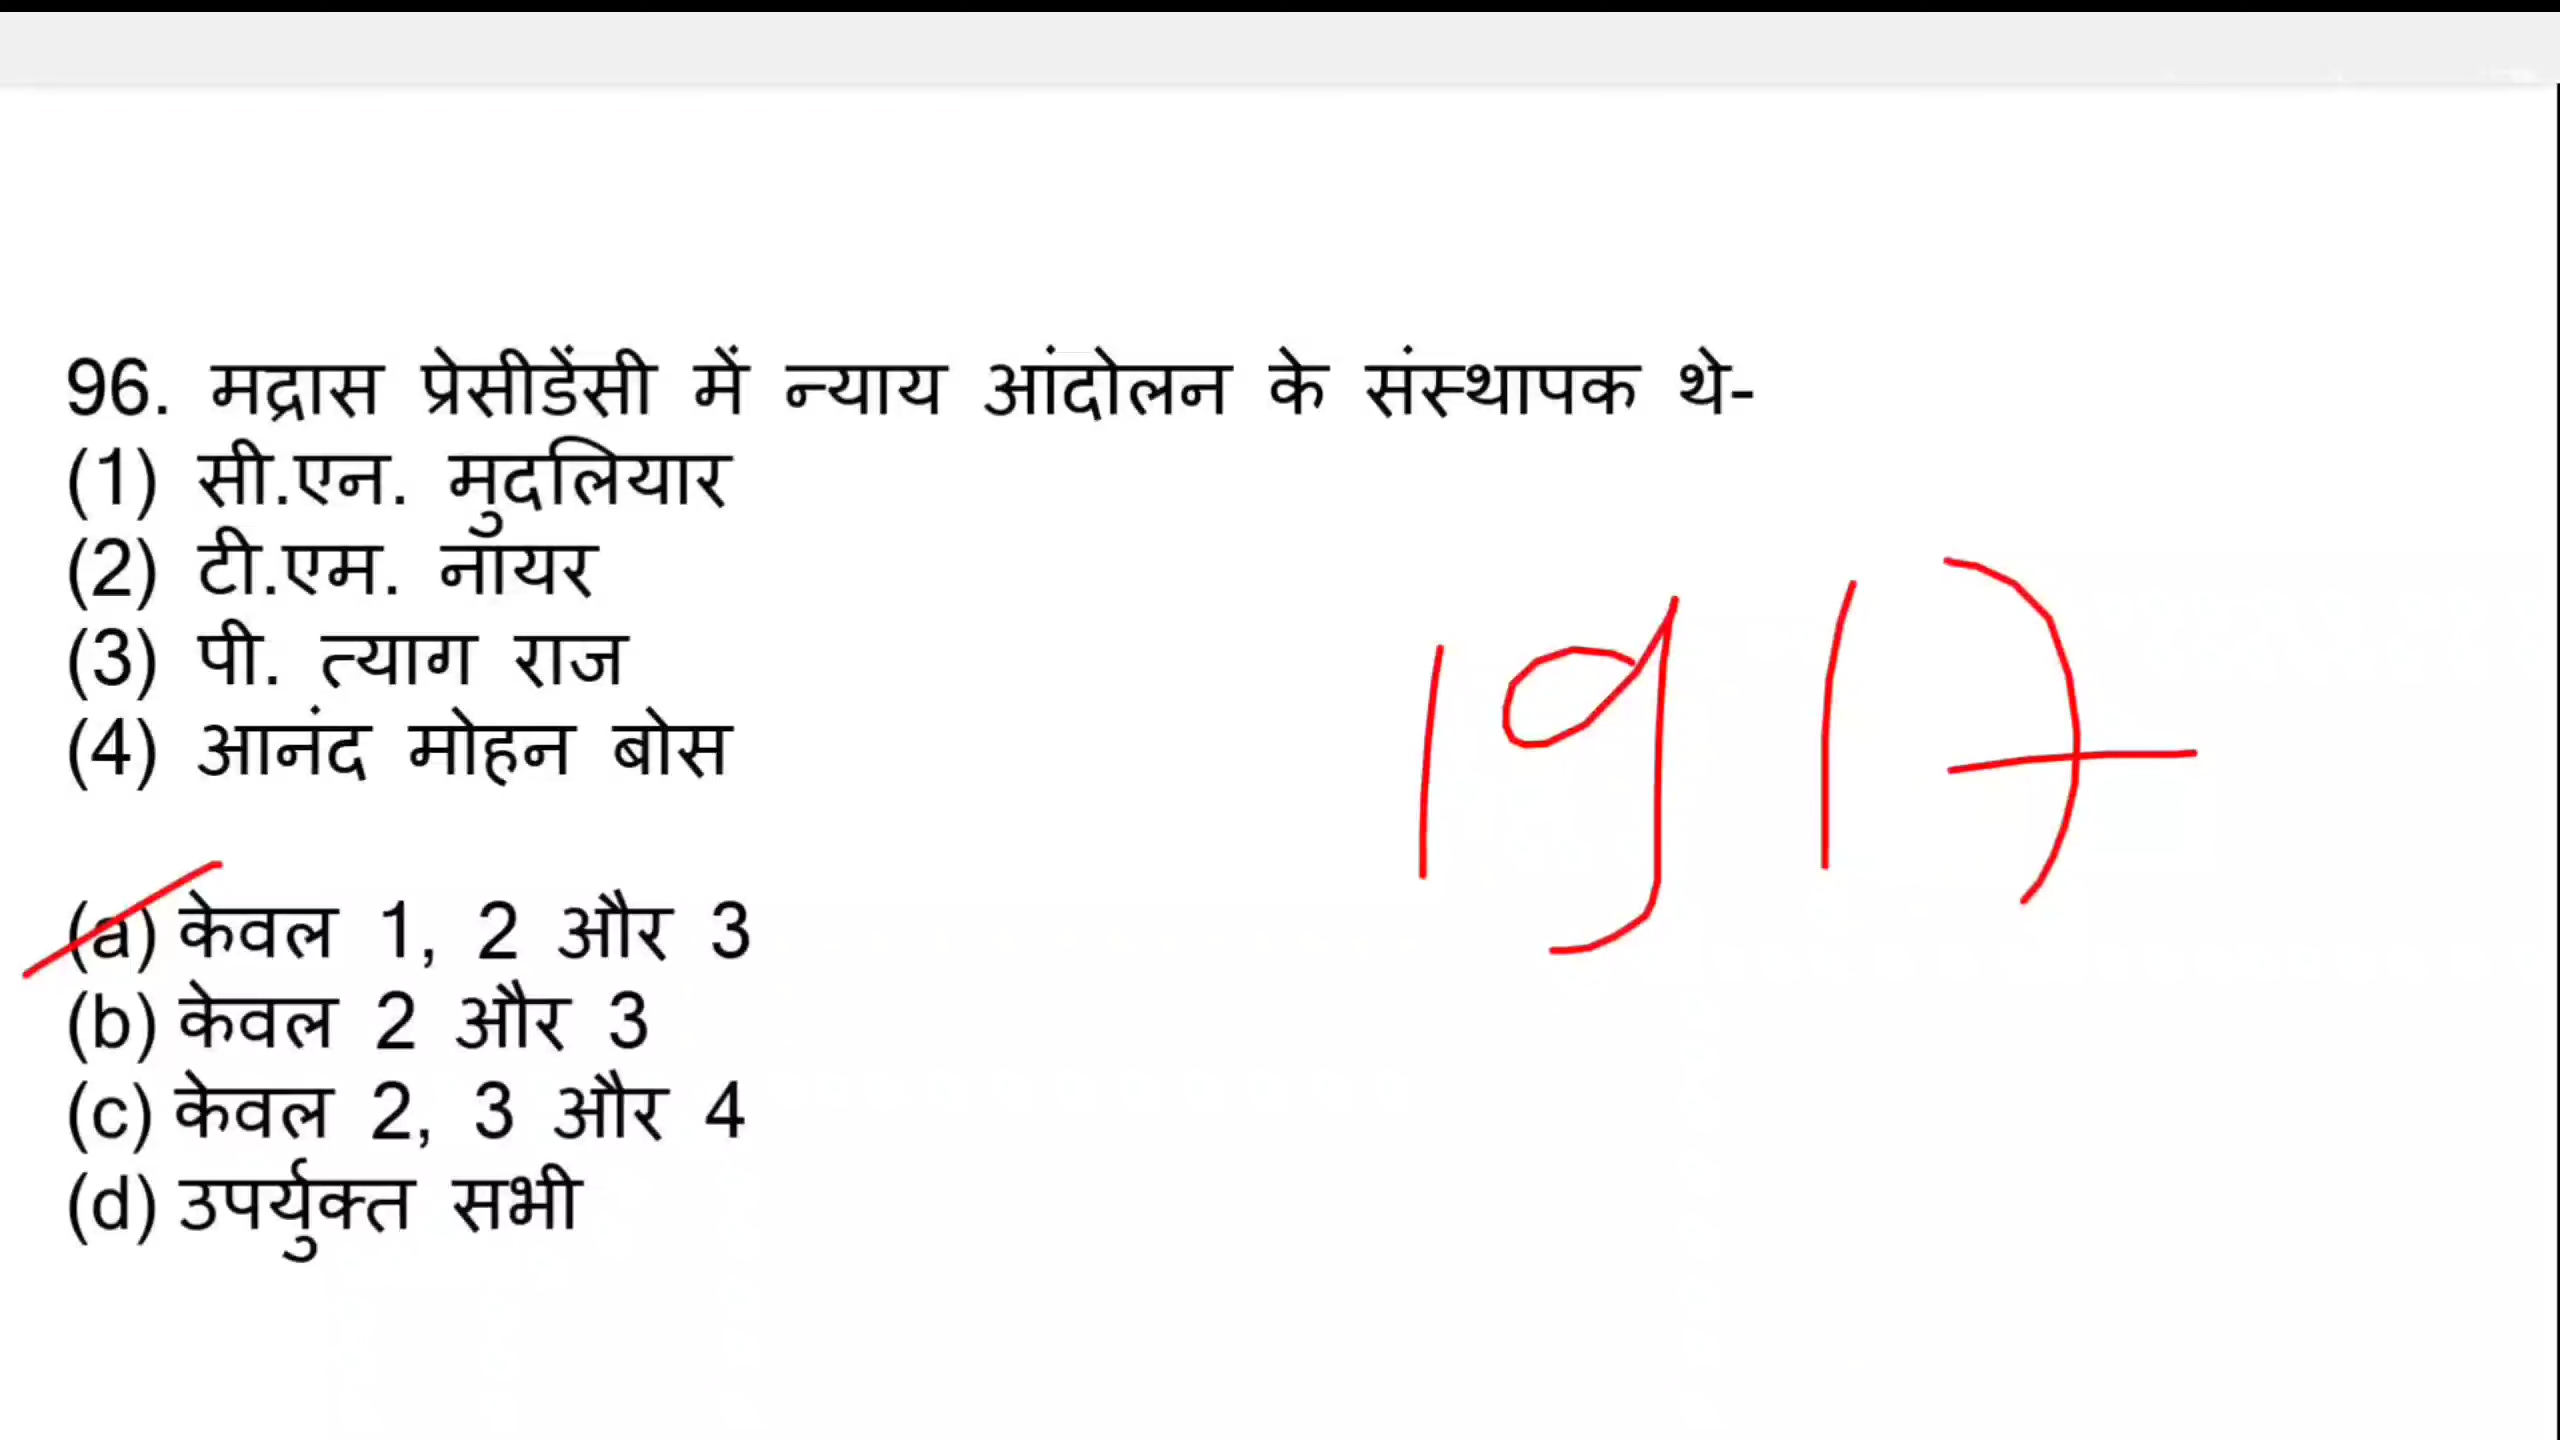 96. मद्रास प्रेसीडेंसी में न्याय आंदोलन के संस्थापक थे-
(1) सी.एन. मुदलियार
(2) टी.एम. नायर
(3) पी. त्याग राज
(4) आनंद मोहन बोस
1917
(a) केवल 1, 2 और 3
(b) केवल 2 और 3
(c) केवल 2, 3 और 4
(d) उपर्युक्त सभी